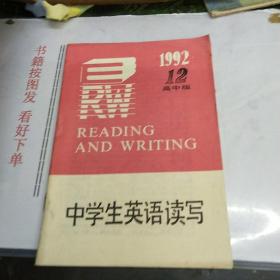 书籍按图发 看好下单
1992
12
高中版
RW
READING
AND WRITING
中学生英语读写